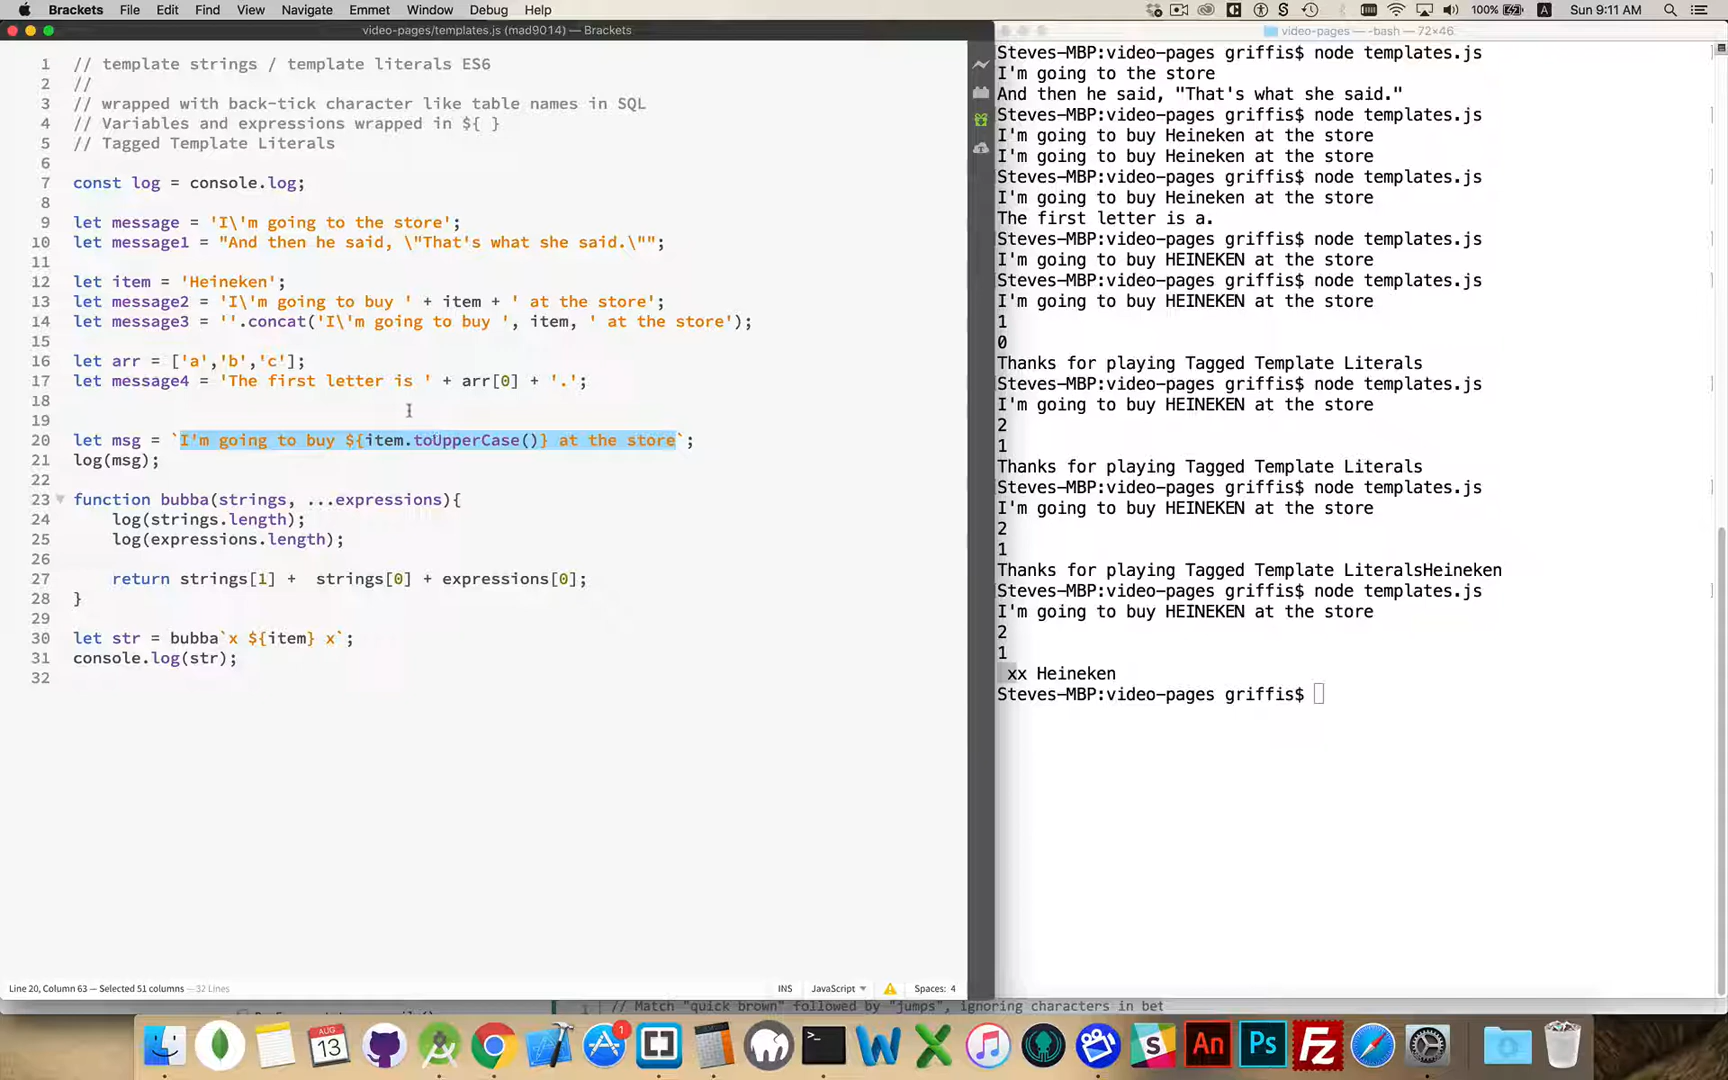 Brackets File Edit Find View Navigate Emmet Window Debug Help 100% Sun 9:11 AM
video-pages/templates.js (mad9014) — Brackets
1 // template strings / template literals ES6
2 //
3 // wrapped with back-tick character like table names in SQL
4 // Variables and expressions wrapped in ${ }
5 // Tagged Template Literals
6
7 const log = console.log;
8
9 let message = 'I\'m going to the store';
10 let message1 = "And then he said, \"That's what she said.\"";
11
12 let item = 'Heineken';
13 let message2 = 'I\'m going to buy ' + item + ' at the store';
14 let message3 = ''.concat('I\'m going to buy ', item, ' at the store');
15
16 let arr = ['a','b','c'];
17 let message4 = 'The first letter is ' + arr[0] + '.';
18
19
20 let msg = `I'm going to buy ${item.toUpperCase()} at the store`;
21 log(msg);
22
23 function bubba(strings, ...expressions){
24 log(strings.length);
25 log(expressions.length);
26
27 return strings[1] +  strings[0] + expressions[0];
28 }
29
30 let str = bubba`x ${item} x`;
31 console.log(str);
32
Line 20, Column 63 — Selected 51 columns — 32 Lines
INS JavaScript Spaces: 4
video-pages — -bash — 72×46
Steves-MBP:video-pages griffis$ node templates.js
I'm going to the store
And then he said, "That's what she said."
Steves-MBP:video-pages griffis$ node templates.js
I'm going to buy Heineken at the store
I'm going to buy Heineken at the store
Steves-MBP:video-pages griffis$ node templates.js
I'm going to buy Heineken at the store
The first letter is a.
Steves-MBP:video-pages griffis$ node templates.js
I'm going to buy HEINEKEN at the store
Steves-MBP:video-pages griffis$ node templates.js
I'm going to buy HEINEKEN at the store
1
0
Thanks for playing Tagged Template Literals
Steves-MBP:video-pages griffis$ node templates.js
I'm going to buy HEINEKEN at the store
2
1
Thanks for playing Tagged Template Literals
Steves-MBP:video-pages griffis$ node templates.js
I'm going to buy HEINEKEN at the store
2
1
Thanks for playing Tagged Template LiteralsHeineken
Steves-MBP:video-pages griffis$ node templates.js
I'm going to buy HEINEKEN at the store
2
1
 xx Heineken
Steves-MBP:video-pages griffis$
// Match "quick brown" followed by "jumps", ignoring characters in bet
AUG
13
1
An
Ps
Fz